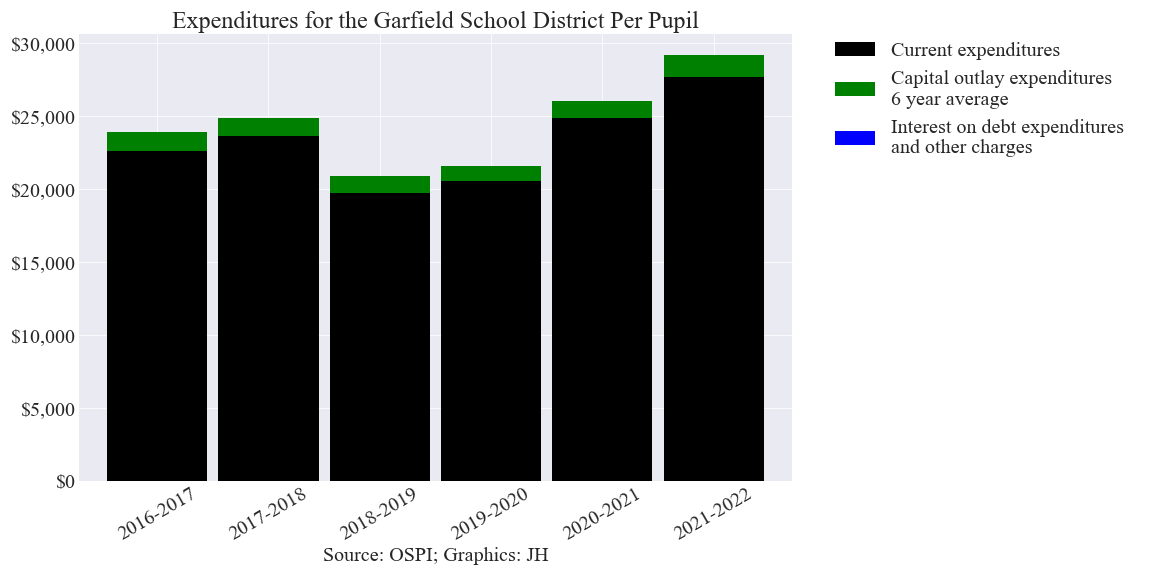 Expenditures for the Garfield School District Per Pupil
$30,000
$25,000
$20,000
$15,000
$10,000
$5,000
$0
2016-2017
2017-2018
2018-2019
2019-2020
2020-2021
2021-2022
Source: OSPI; Graphics: JH
Current expenditures
Capital outlay expenditures
6 year average
Interest on debt expenditures
and other charges